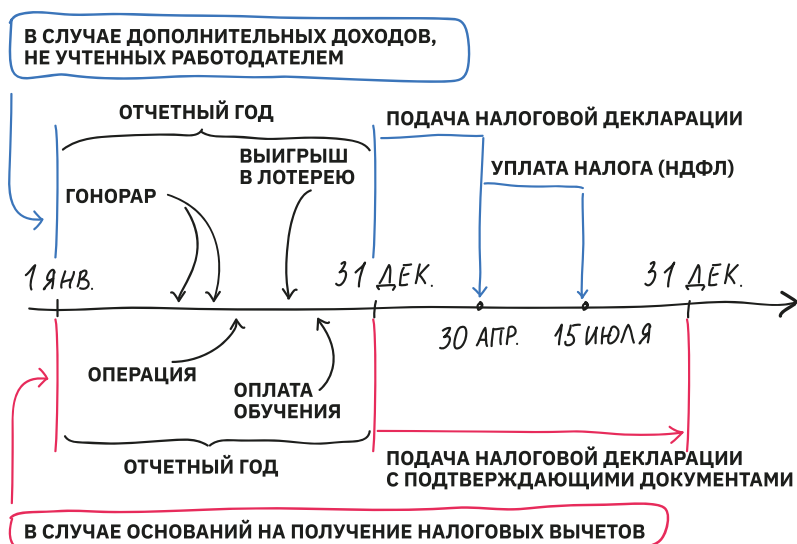 В СЛУЧАЕ ДОПОЛНИТЕЛЬНЫХ ДОХОДОВ,
НЕ УЧТЕННЫХ РАБОТОДАТЕЛЕМ
ОТЧЕТНЫЙ ГОД
ПОДАЧА НАЛОГОВОЙ ДЕКЛАРАЦИИ
ВЫИГРЫШ
В ЛОТЕРЕЮ
УПЛАТА НАЛОГА (НДФЛ)
ГОНОРАР
1 ЯНВ.
31 ДЕК.
31 ДЕК.
30 АПР.
15 ИЮЛЯ
ОПЕРАЦИЯ
ОПЛАТА
ОБУЧЕНИЯ
ОТЧЕТНЫЙ ГОД
ПОДАЧА НАЛОГОВОЙ ДЕКЛАРАЦИИ
С ПОДТВЕРЖДАЮЩИМИ ДОКУМЕНТАМИ
В СЛУЧАЕ ОСНОВАНИЙ НА ПОЛУЧЕНИЕ НАЛОГОВЫХ ВЫЧЕТОВ